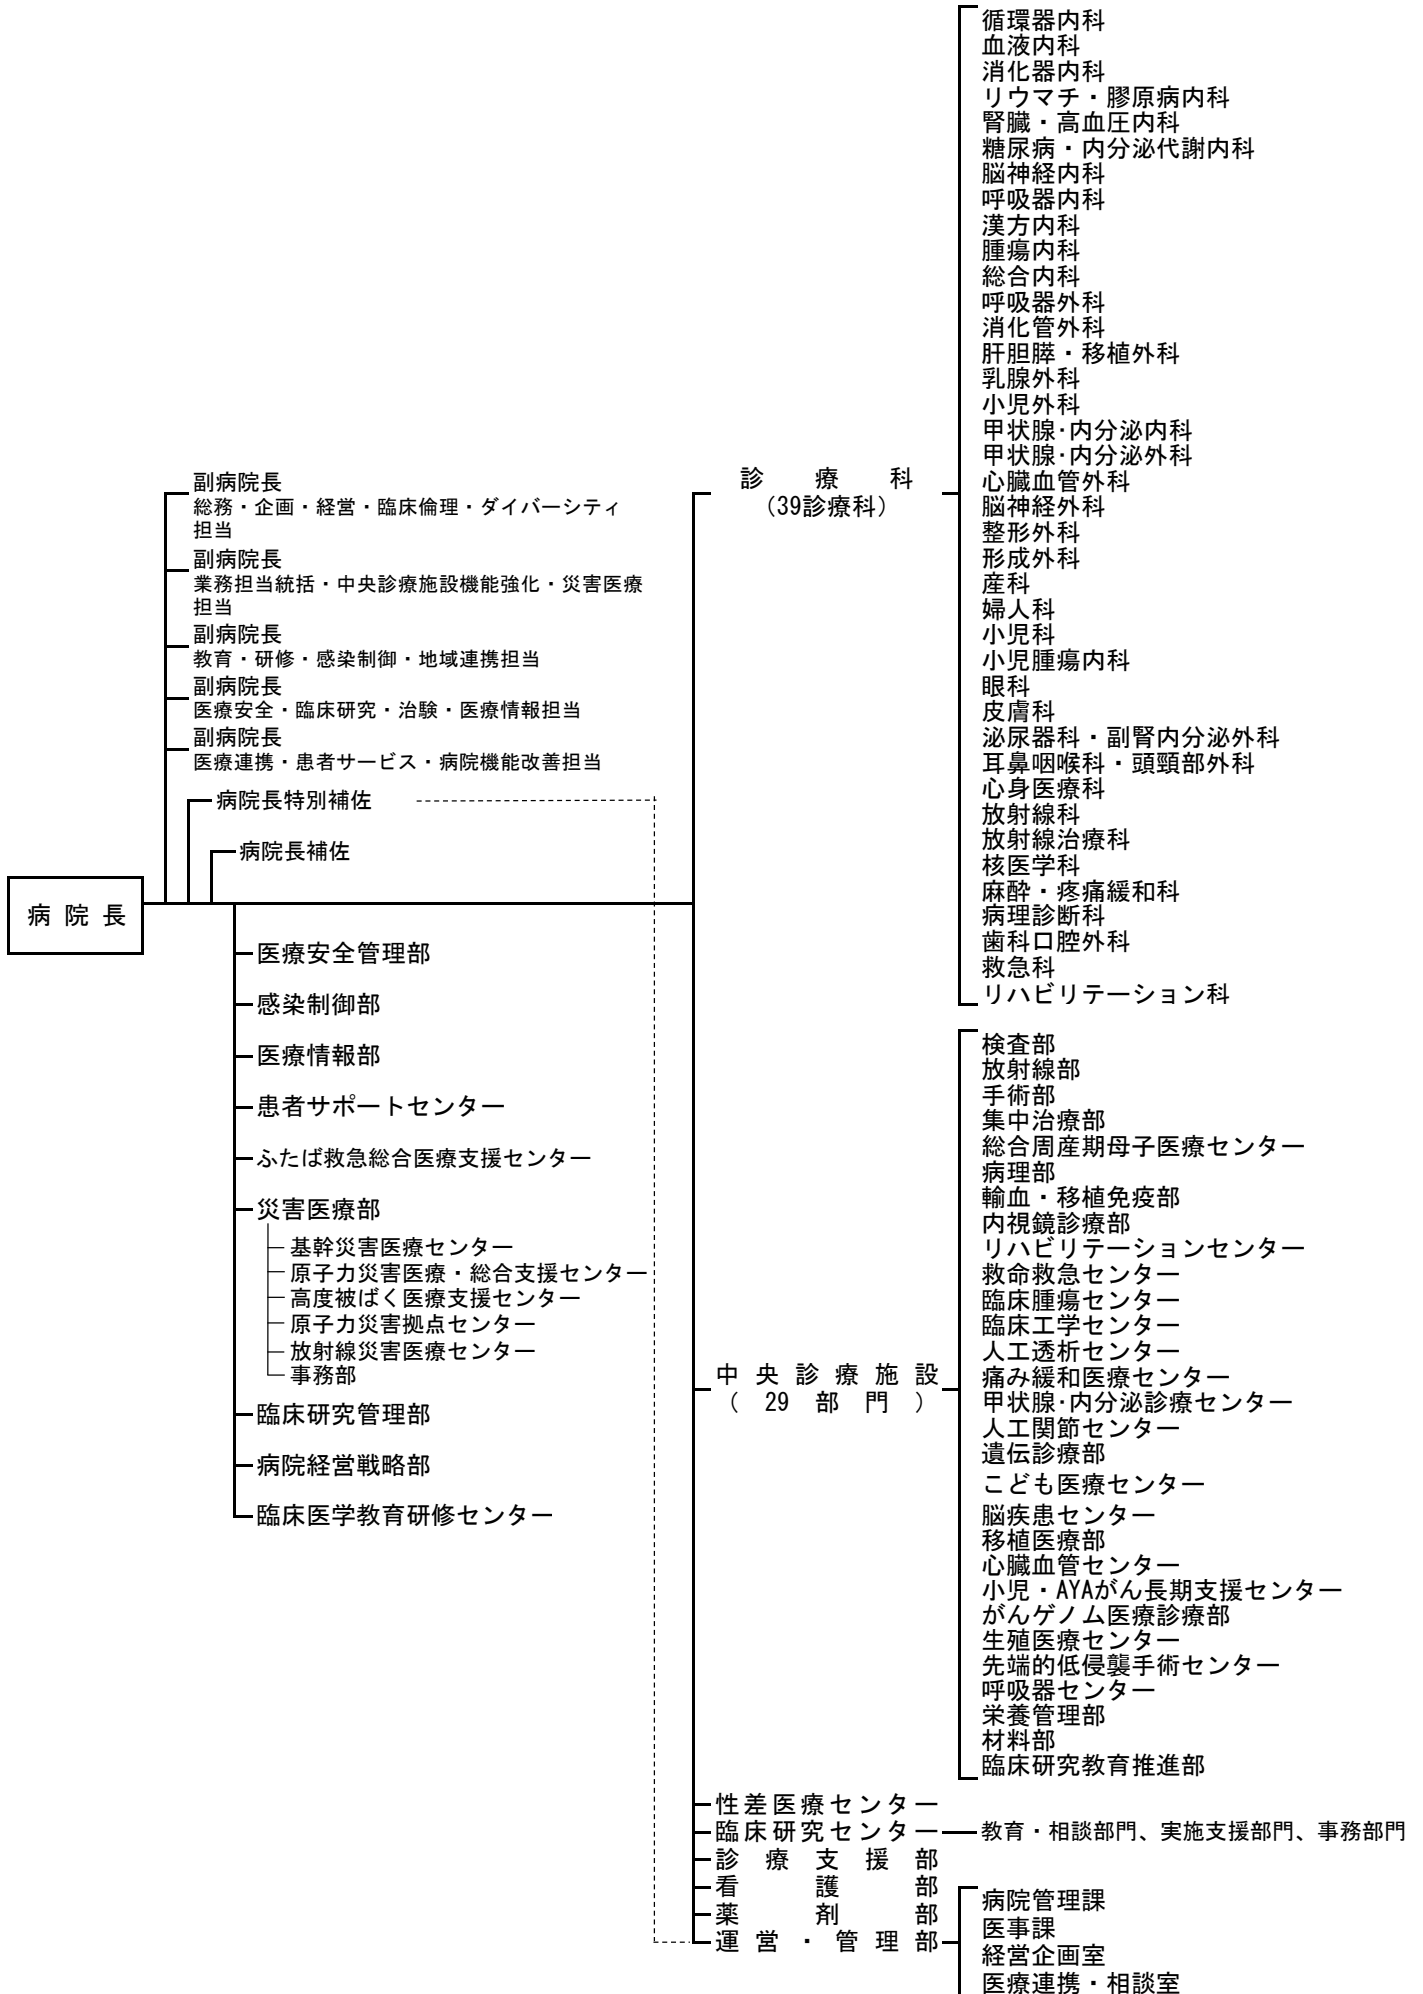 病院長
副病院長
総務・企画・経営・臨床倫理・ダイバーシティ
担当
副病院長
業務担当統括・中央診療施設機能強化・災害医療
担当
副病院長
教育・研修・感染制御・地域連携担当
副病院長
医療安全・臨床研究・治験・医療情報担当
副病院長
医療連携・患者サービス・病院機能改善担当
病院長特別補佐
病院長補佐
医療安全管理部
感染制御部
医療情報部
患者サポートセンター
ふたば救急総合医療支援センター
災害医療部
基幹災害医療センター
原子力災害医療・総合支援センター
高度被ばく医療支援センター
原子力災害拠点センター
放射線災害医療センター
事務部
臨床研究管理部
病院経営戦略部
臨床医学教育研修センター
診療科
（39診療科）
循環器内科
血液内科
消化器内科
リウマチ・膠原病内科
腎臓・高血圧内科
糖尿病・内分泌代謝内科
脳神経内科
呼吸器内科
漢方内科
腫瘍内科
総合内科
呼吸器外科
消化管外科
肝胆膵・移植外科
乳腺外科
小児外科
甲状腺･内分泌内科
甲状腺･内分泌外科
心臓血管外科
脳神経外科
整形外科
形成外科
産科
婦人科
小児科
小児腫瘍内科
眼科
皮膚科
泌尿器科・副腎内分泌外科
耳鼻咽喉科・頭頸部外科
心身医療科
放射線科
放射線治療科
核医学科
麻酔・疼痛緩和科
病理診断科
歯科口腔外科
救急科
リハビリテーション科
中央診療施設
（29部門）
検査部
放射線部
手術部
集中治療部
総合周産期母子医療センター
病理部
輸血・移植免疫部
内視鏡診療部
リハビリテーションセンター
救命救急センター
臨床腫瘍センター
臨床工学センター
人工透析センター
痛み緩和医療センター
甲状腺･内分泌診療センター
人工関節センター
遺伝診療部
こども医療センター
脳疾患センター
移植医療部
心臓血管センター
小児・AYAがん長期支援センター
がんゲノム医療診療部
生殖医療センター
先端的低侵襲手術センター
呼吸器センター
栄養管理部
材料部
臨床研究教育推進部
性差医療センター
臨床研究センター
教育・相談部門、実施支援部門、事務部門
診療支援部
看護部
薬剤部
運営・管理部
病院管理課
医事課
経営企画室
医療連携・相談室